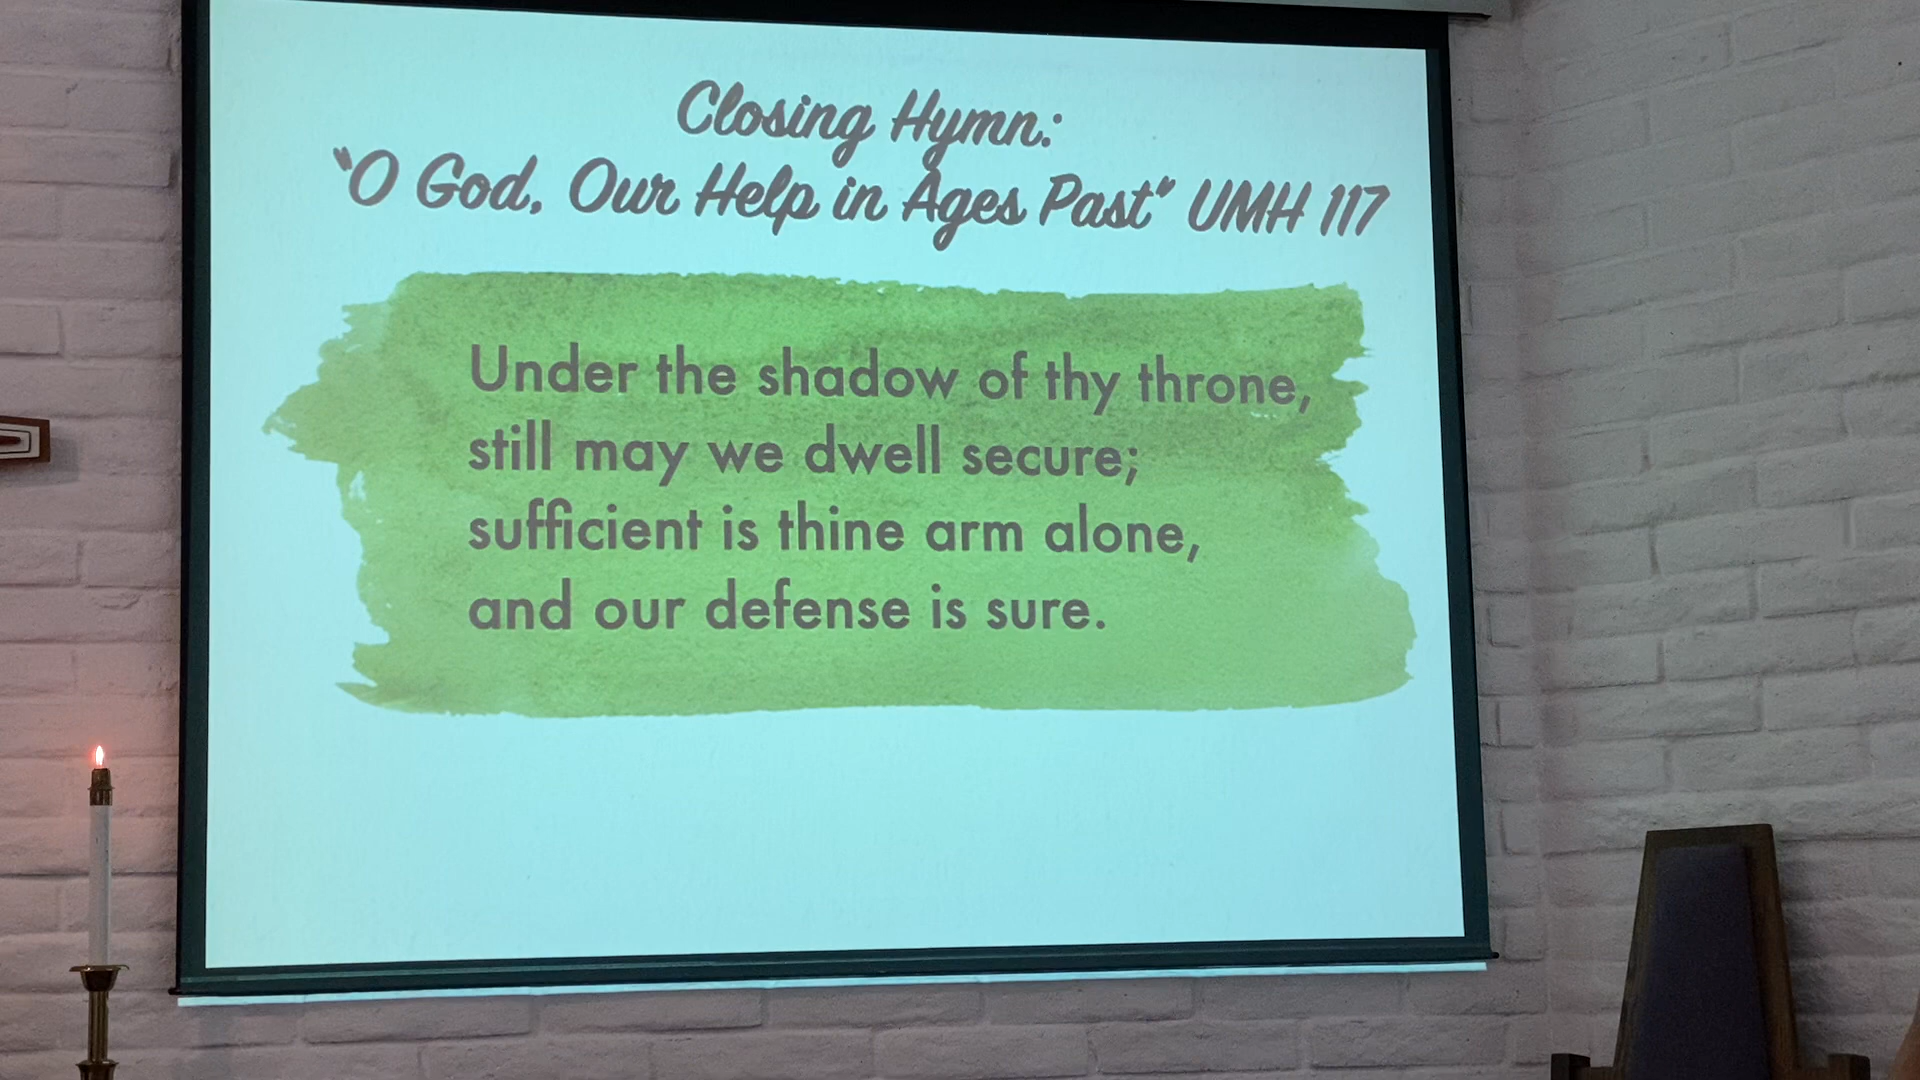 Closing Hymn:
"O God, Our Help in Ages Past" UMH 117
Under the shadow of thy throne,
still may we dwell secure;
sufficient is thine arm alone,
and our defense is sure.